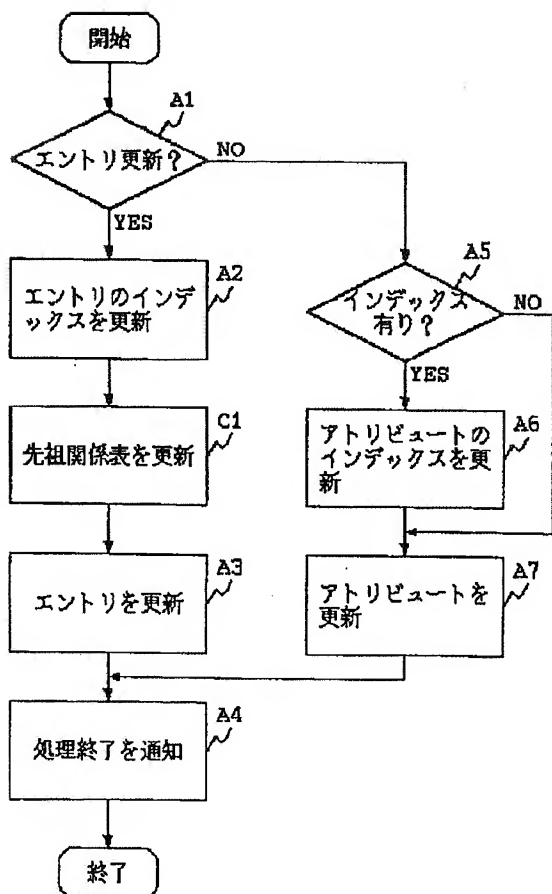 開始
A1
エントリ更新?
NO
YES
A2
エントリのインデ
ックスを更新
C1
先祖関係表を更新
A3
エントリを更新
A5
インデックス
有り?
NO
YES
A6
アトリビュートの
インデックスを更
新
A7
アトリビュートを
更新
A4
処理終了を通知
終了